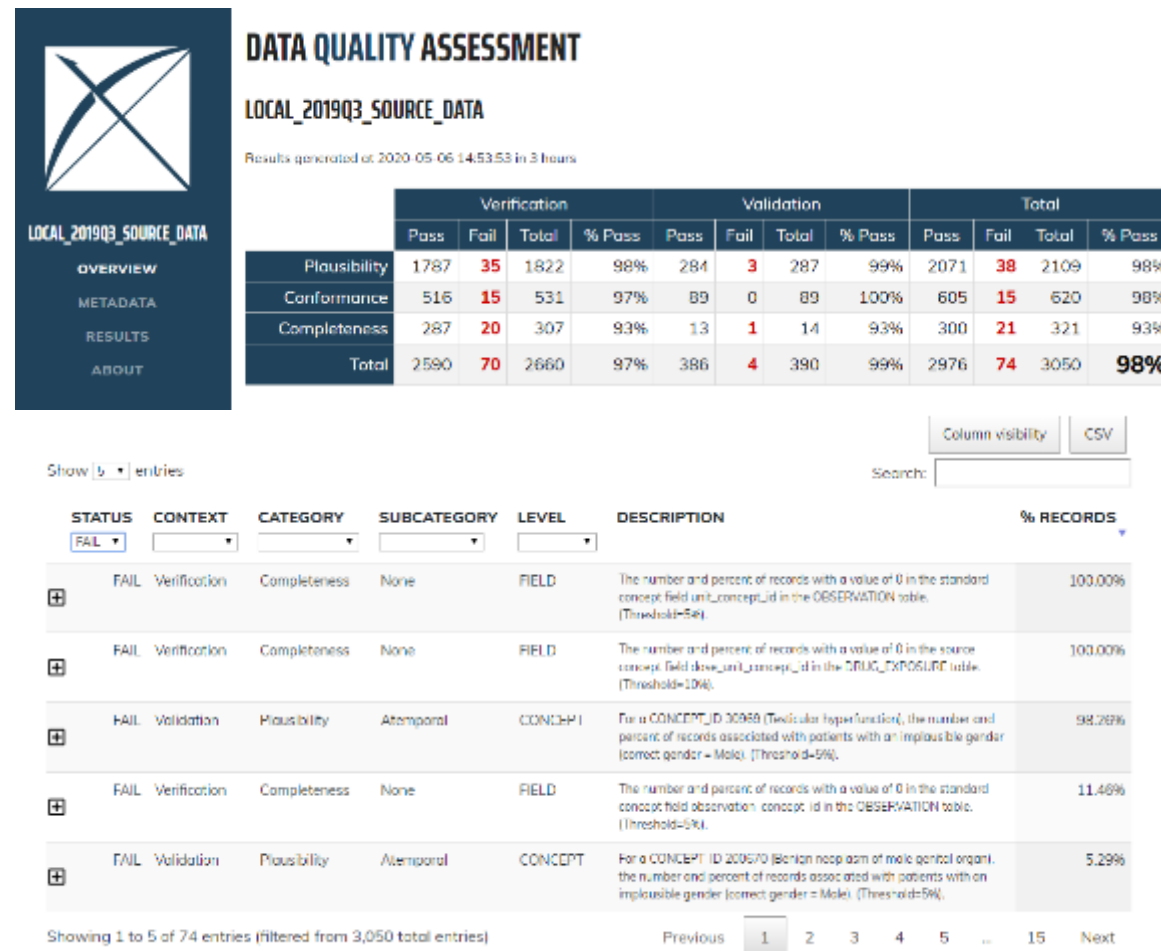 DATA QUALITY ASSESSMENT
LOCAL_2019Q3_SOURCE_DATA
Results generated at 2020-05-06 14:53:53 in 3 hours
LOCAL_2019Q3_SOURCE_DATA
OVERVIEW
METADATA
RESULTS
ABOUT
Verification Validation Total
Pass Fail Total % Pass Pass Fail Total % Pass Pass Fail Total % Pass
Plausibility 1787 35 1822 98% 284 3 287 99% 2071 38 2109 98%
Conformance 516 15 531 97% 89 0 89 100% 605 15 620 98%
Completeness 287 20 307 93% 13 1 14 93% 300 21 321 93%
Total 2590 70 2660 97% 386 4 390 99% 2976 74 3050 98%
Column visibility CSV
Show 5 entries
Search:
STATUS CONTEXT CATEGORY SUBCATEGORY LEVEL DESCRIPTION % RECORDS
FAIL
FAIL Verification Completeness None FIELD The number and percent of records with a value of 0 in the standard 100.00%
concept field unit_concept_id in the OBSERVATION table.
(Threshold=5%).
FAIL Verification Completeness None FIELD The number and percent of records with a value of 0 in the source 100.00%
concept field dose_unit_concept_id in the DRUG_EXPOSURE table.
(Threshold=10%).
FAIL Validation Plausibility Atemporal CONCEPT For a CONCEPT_ID 30969 (Testicular hyperfunction), the number and 98.26%
percent of records associated with patients with an implausible gender
(correct gender = Male). (Threshold=5%).
FAIL Verification Completeness None FIELD The number and percent of records with a value of 0 in the standard 11.46%
concept field observation_concept_id in the OBSERVATION table.
(Threshold=5%).
FAIL Validation Plausibility Atemporal CONCEPT For a CONCEPT_ID 200670 (Benign neoplasm of male genital organ), 5.29%
the number and percent of records associated with patients with an
implausible gender (correct gender = Male). (Threshold=5%).
Showing 1 to 5 of 74 entries (filtered from 3,050 total entries)
Previous 1 2 3 4 5 … 15 Next